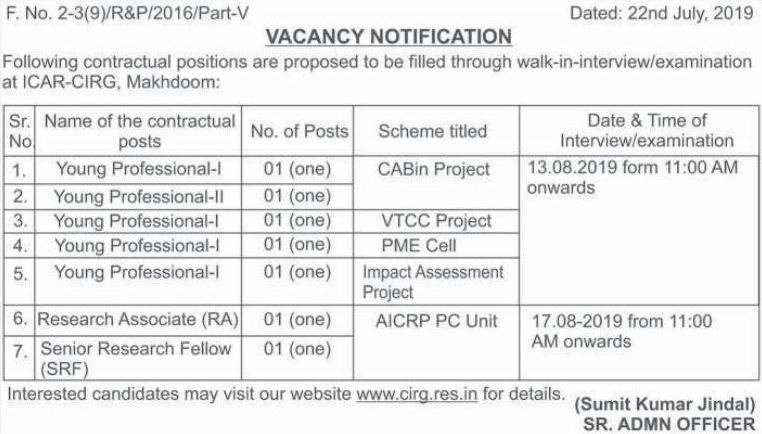 F. No. 2-3(9)/R&P/2016/Part-V Dated: 22nd July, 2019
VACANCY NOTIFICATION
Following contractual positions are proposed to be filled through walk-in-interview/examination
at ICAR-CIRG, Makhdoom:
Sr. No. Name of the contractual posts No. of Posts Scheme titled Date & Time of Interview/examination
1. Young Professional-I 01 (one) CABin Project 13.08.2019 form 11:00 AM onwards
2. Young Professional-II 01 (one)
3. Young Professional-I 01 (one) VTCC Project
4. Young Professional-I 01 (one) PME Cell
5. Young Professional-I 01 (one) Impact Assessment Project
6. Research Associate (RA) 01 (one) AICRP PC Unit 17.08-2019 from 11:00 AM onwards
7. Senior Research Fellow (SRF) 01 (one)
Interested candidates may visit our website www.cirg.res.in for details.
(Sumit Kumar Jindal)
SR. ADMN OFFICER